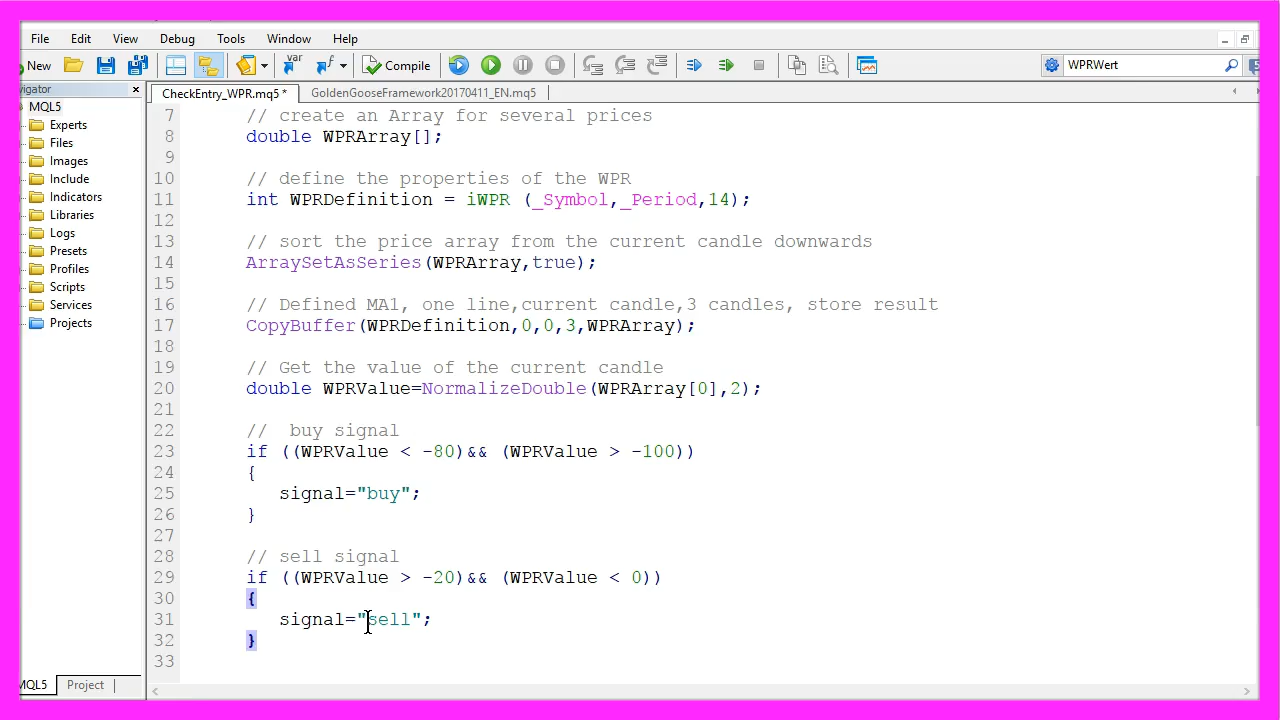 File Edit View Debug Tools Window Help
New Compile WPRWert
CheckEntry_WPR.mq5 * GoldenGooseFramework20170411_EN.mq5
MQL5
Experts
Files
Images
Include
Indicators
Libraries
Logs
Presets
Profiles
Scripts
Services
Projects
7 // create an Array for several prices
8 double WPRArray[];
9
10 // define the properties of the WPR
11 int WPRDefinition = iWPR (_Symbol,_Period,14);
12
13 // sort the price array from the current candle downwards
14 ArraySetAsSeries(WPRArray,true);
15
16 // Defined MA1, one line,current candle,3 candles, store result
17 CopyBuffer(WPRDefinition,0,0,3,WPRArray);
18
19 // Get the value of the current candle
20 double WPRValue=NormalizeDouble(WPRArray[0],2);
21
22 //  buy signal
23 if ((WPRValue < -80)&& (WPRValue > -100))
24 {
25 signal="buy";
26 }
27
28 // sell signal
29 if ((WPRValue > -20)&& (WPRValue < 0))
30 {
31 signal="sell";
32 }
33
MQL5 Project